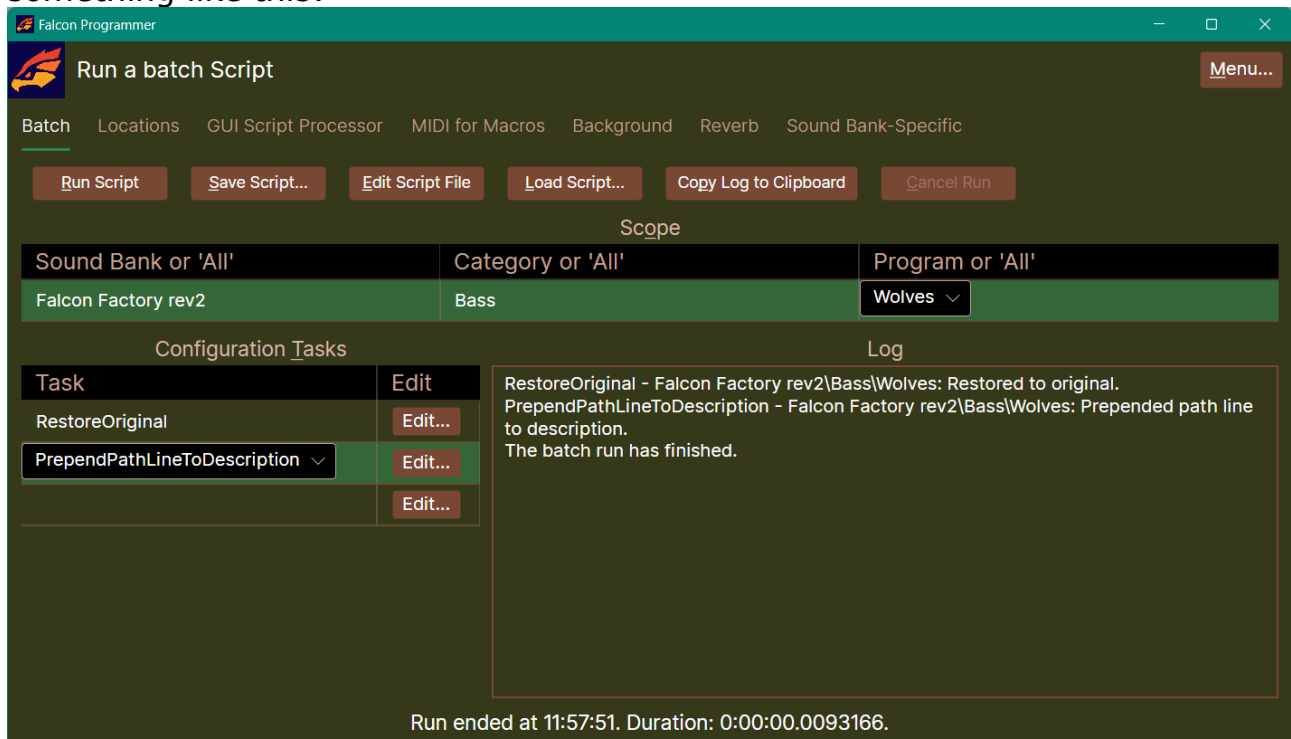 something like this:
Falcon Programmer
Run a batch Script
Menu...
Batch Locations GUI Script Processor MIDI for Macros Background Reverb Sound Bank-Specific
Run Script Save Script... Edit Script File Load Script... Copy Log to Clipboard Cancel Run
Scope
Sound Bank or 'All' Category or 'All' Program or 'All'
Falcon Factory rev2 Bass Wolves
Configuration Tasks
Task Edit
RestoreOriginal Edit...
PrependPathLineToDescription Edit...
Edit...
Log
RestoreOriginal - Falcon Factory rev2\Bass\Wolves: Restored to original.
PrependPathLineToDescription - Falcon Factory rev2\Bass\Wolves: Prepended path line
to description.
The batch run has finished.
Run ended at 11:57:51. Duration: 0:00:00.0093166.